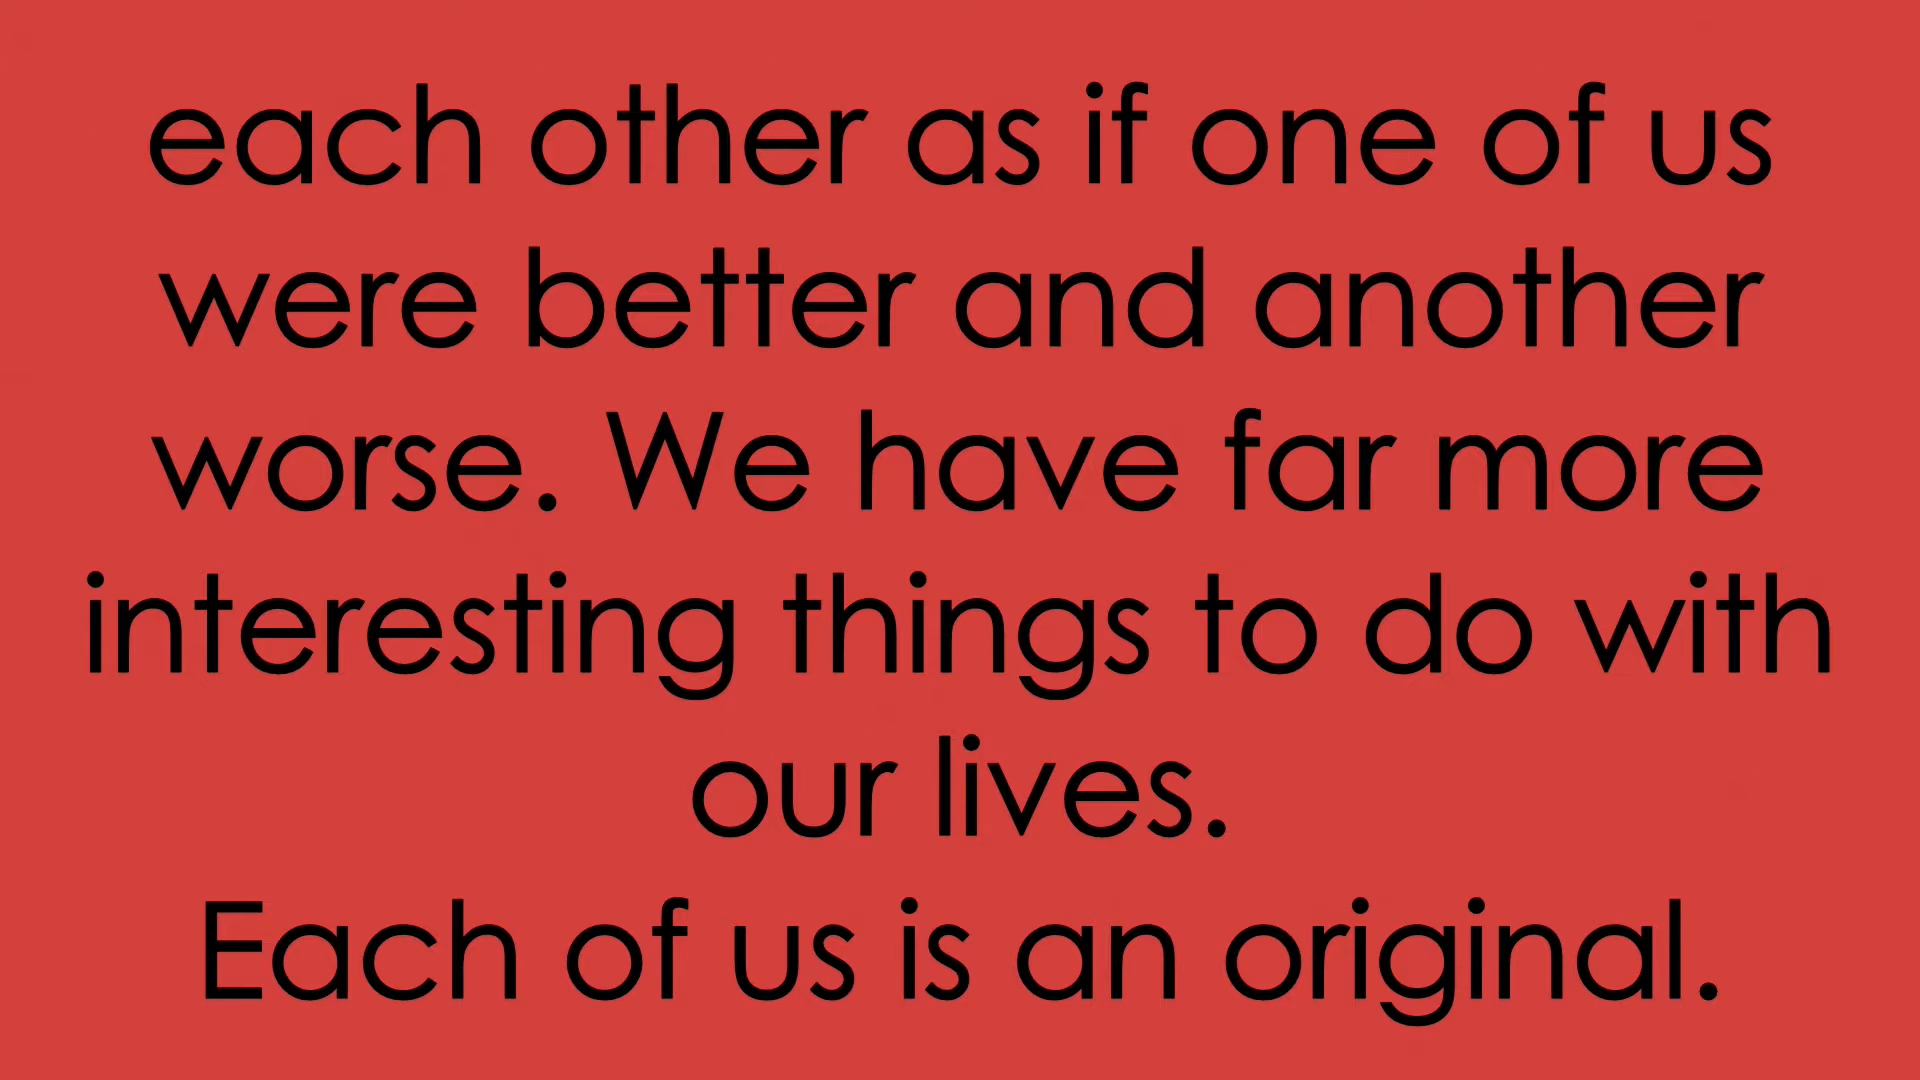 each other as if one of us
were better and another
worse. We have far more
interesting things to do with
our lives.
Each of us is an original.